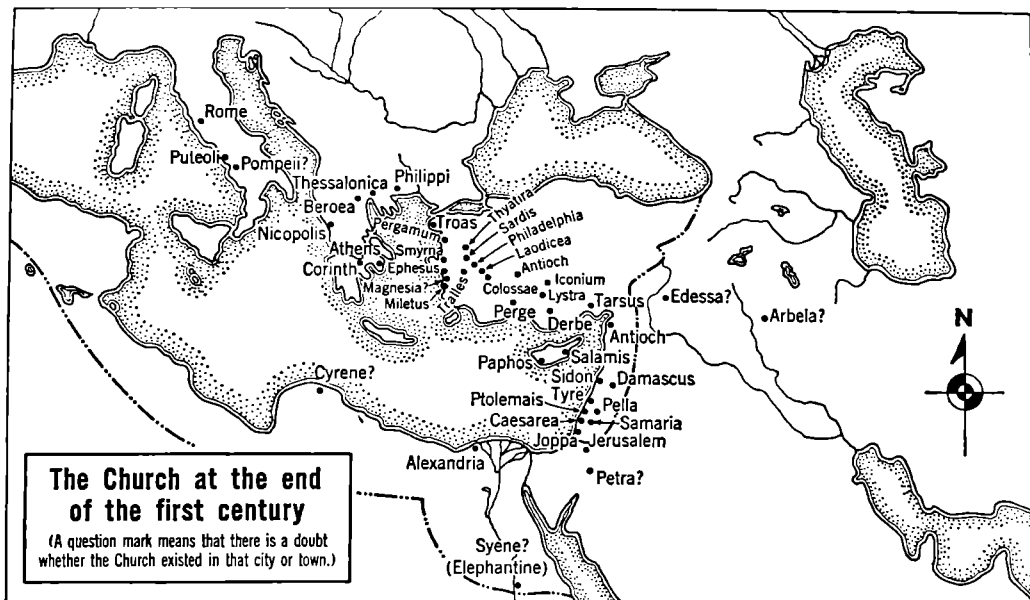 Rome
Puteoli
Pompeii?
Thessalonica
Philippi
Beroea
Nicopolis
Pergamum
Troas
Thyatira
Sardis
Philadelphia
Laodicea
Athens
Smyrna
Corinth
Ephesus
Magnesia?
Miletus
Tralles
Colossae
Antioch
Iconium
Lystra
Perge
Derbe
Tarsus
Edessa?
Arbela?
Antioch
N
Paphos
Salamis
Cyrene?
Sidon
Damascus
Tyre
Ptolemais
Pella
Caesarea
Samaria
Joppa
Jerusalem
Alexandria
Petra?
The Church at the end
of the first century
(A question mark means that there is a doubt
whether the Church existed in that city or town.)
Syene?
(Elephantine)